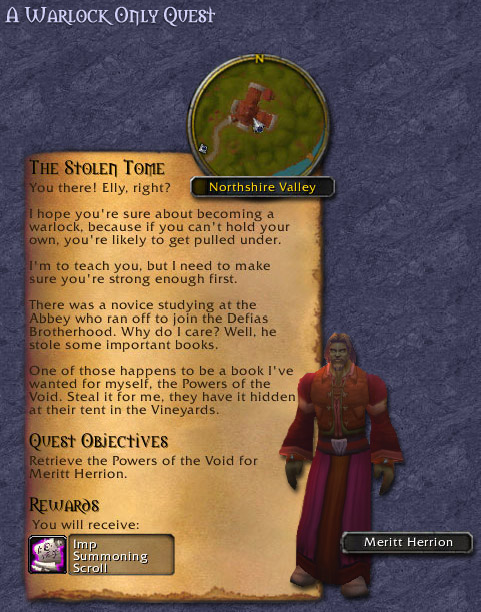 A Warlock Only Quest
N
Northshire Valley
The Stolen Tome
You there! Elly, right?
I hope you're sure about becoming a
warlock, because if you can't hold your
own, you're likely to get pulled under.
I'm to teach you, but I need to make
sure you're strong enough first.
There was a novice studying at the
Abbey who ran off to join the Defias
Brotherhood. Why do I care? Well, he
stole some important books.
One of those happens to be a book I've
wanted for myself, the Powers of the
Void. Steal it for me, they have it hidden
at their tent in the Vineyards.
Quest Objectives
Retrieve the Powers of the Void for
Meritt Herrion.
Rewards
You will receive:
Imp
Summoning
Scroll
Meritt Herrion